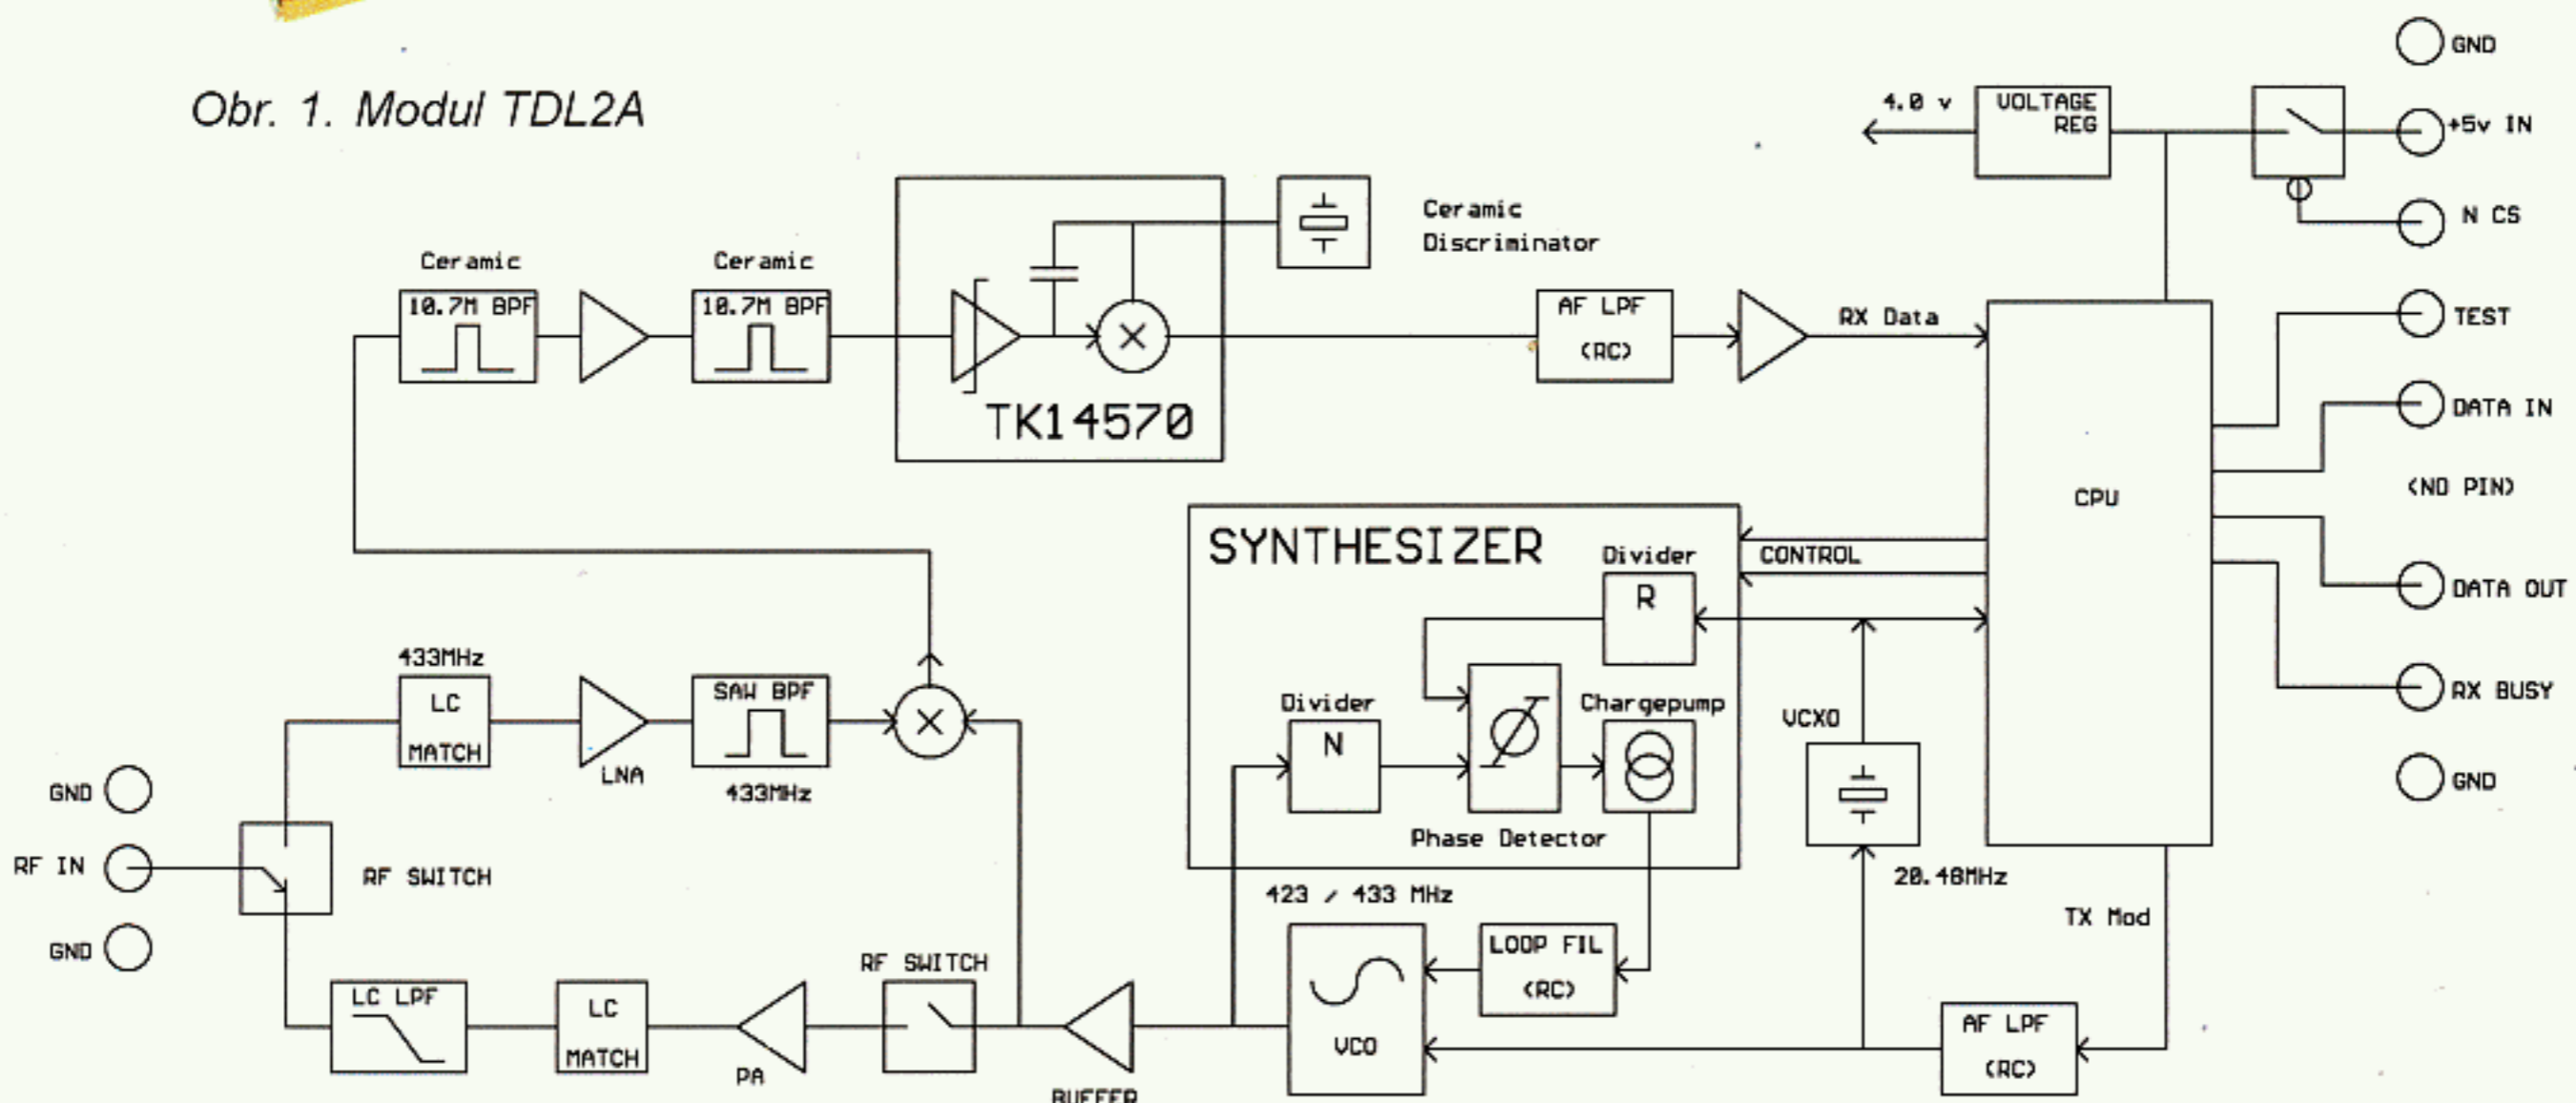 Obr. 1. Modul TDL2A
GND
4.0 v
VOLTAGE
REG
+5v IN
N CS
Ceramic
Discriminator
Ceramic
10.7M BPF
Ceramic
10.7M BPF
TK14570
AF LPF
(RC)
RX Data
TEST
DATA IN
(NO PIN)
CPU
DATA OUT
RX BUSY
GND
SYNTHESIZER
Divider
R
CONTROL
Divider
N
Chargepump
Phase Detector
VCXO
20.48MHz
TX Mod
433MHz
LC
MATCH
LNA
SAW BPF
433MHz
GND
RF IN
RF SWITCH
GND
LC LPF
LC
MATCH
PA
RF SWITCH
BUFFER
423 / 433 MHz
VCO
LOOP FIL
(RC)
AF LPF
(RC)